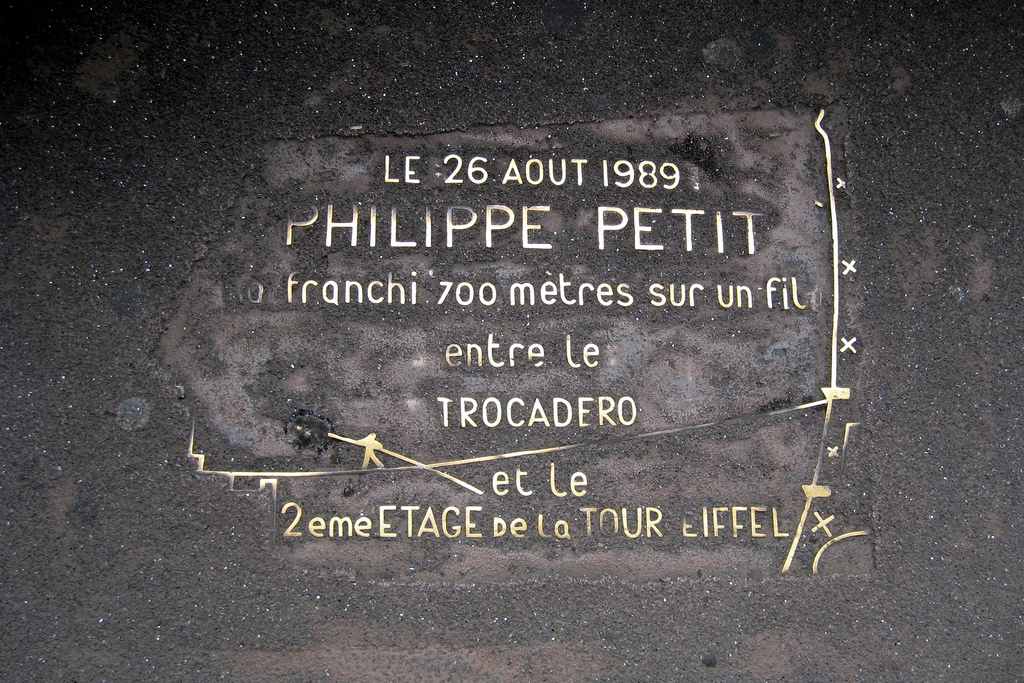 LE 26 AOUT 1989
PHILIPPE PETIT
a franchi 700 mètres sur un fil
entre le
TROCADERO
et le
2eme ETAGE De La TOUR EIFFEL